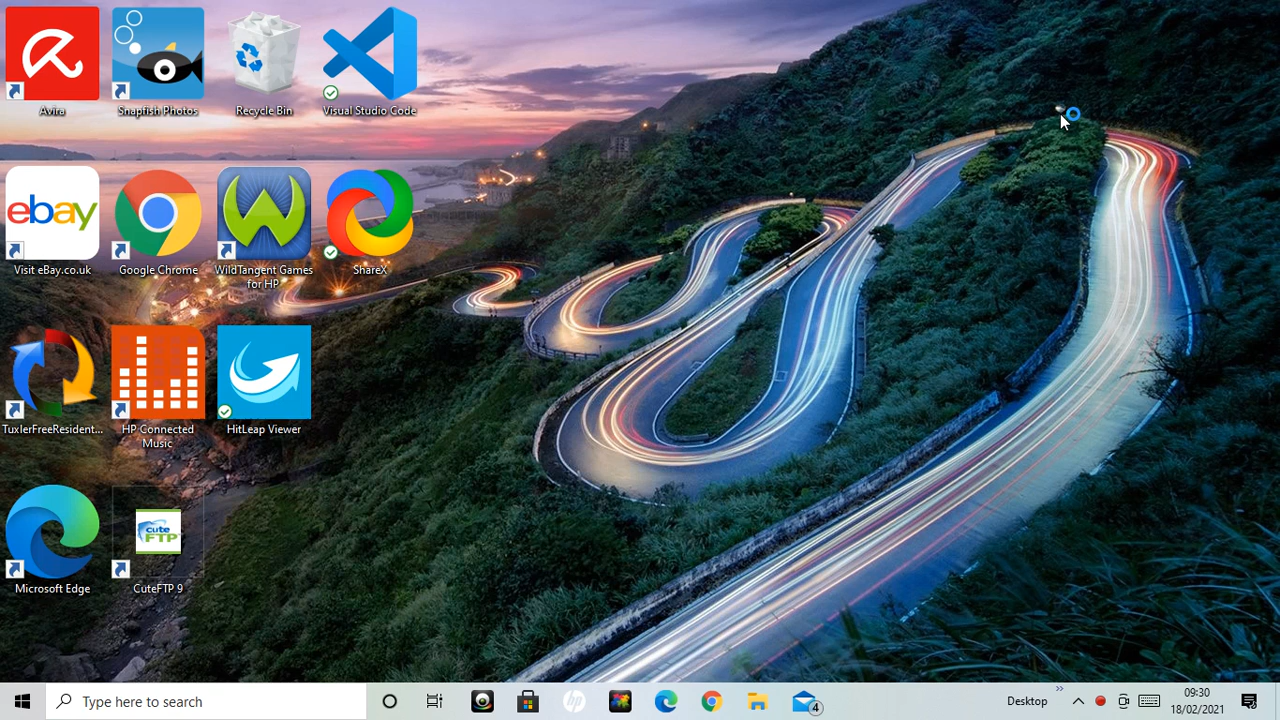 Avira
Snapfish Photos
Recycle Bin
Visual Studio Code
ebay
Visit eBay.co.uk
Google Chrome
WildTangent Games
for HP
ShareX
TuxlerFreeResident...
HP Connected
Music
HitLeap Viewer
Microsoft Edge
cute
FTP
CuteFTP 9
Type here to search
hp
4
Desktop
09:30
18/02/2021